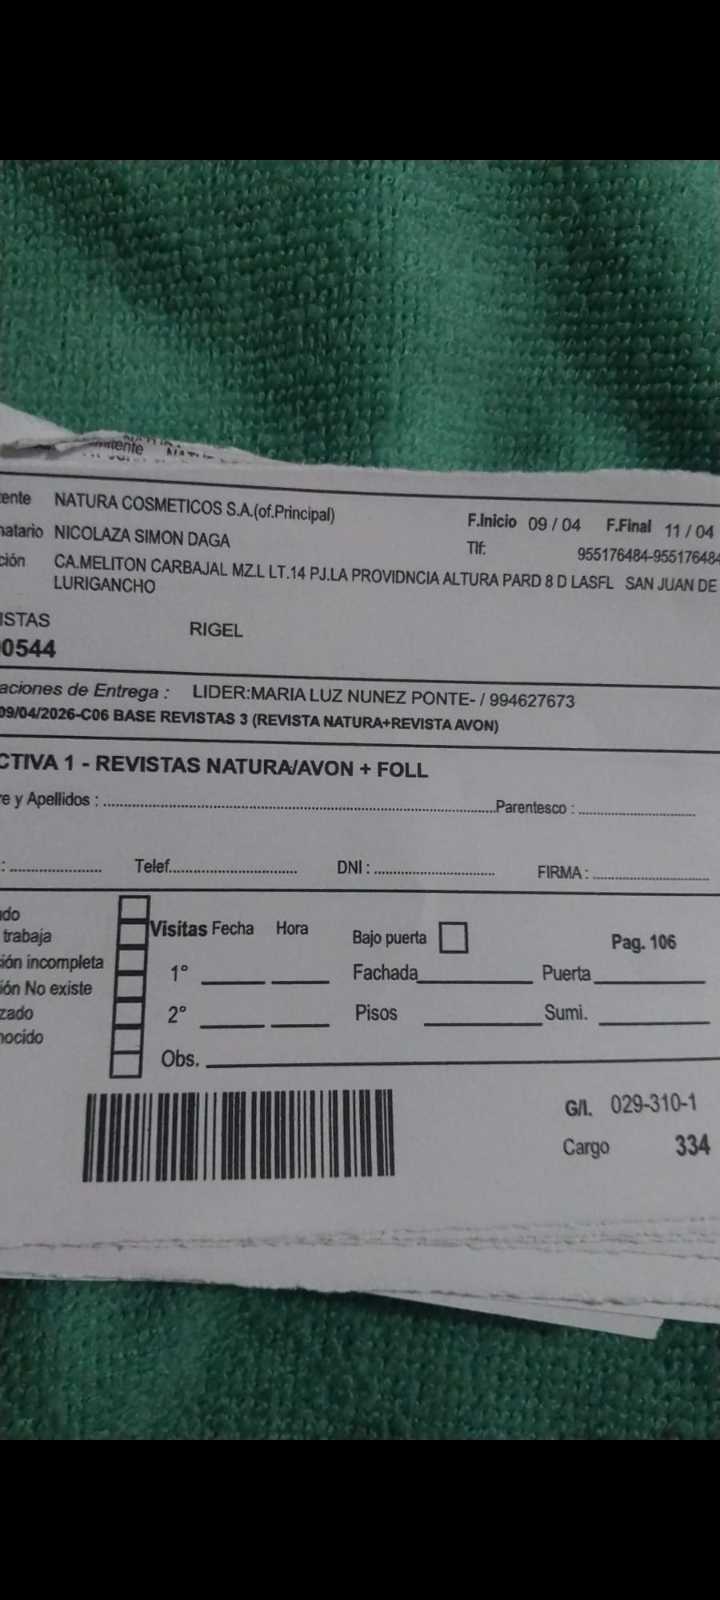 mitente
ente NATURA COSMETICOS S.A.(of.Principal) F.Inicio 09 / 04 F.Final 11 / 04
natario NICOLAZA SIMON DAGA Tlf: 955176484-955176484
ción CA.MELITON CARBAJAL MZ.L LT.14 PJ.LA PROVIDNCIA ALTURA PARD 8 D LASFL SAN JUAN DE
LURIGANCHO
ISTAS RIGEL
0544
aciones de Entrega : LIDER:MARIA LUZ NUNEZ PONTE- / 994627673
09/04/2026-C06 BASE REVISTAS 3 (REVISTA NATURA+REVISTA AVON)
CTIVA 1 - REVISTAS NATURA/AVON + FOLL
re y Apellidos : Parentesco :
: Telef. DNI : FIRMA :
ado
trabaja
ión incompleta
ión No existe
zado
nocido
Visitas Fecha Hora Bajo puerta Pag. 106
1° Fachada Puerta
2° Pisos Sumi.
Obs.
G/I. 029-310-1
Cargo 334